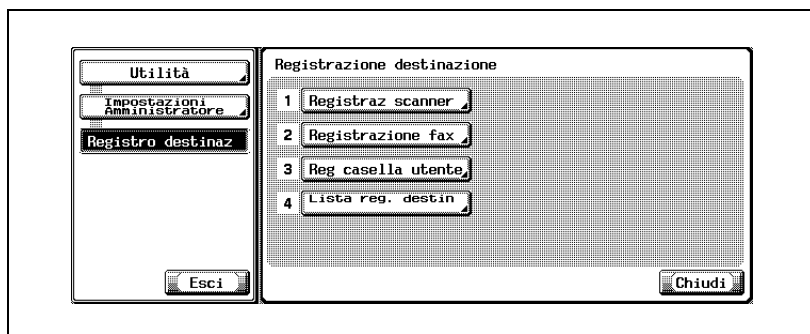 Utilità
Impostazioni
Amministratore
Registro destinaz
Esci
Registrazione destinazione
1 Registraz scanner
2 Registrazione fax
3 Reg casella utente
4 Lista reg. destin
Chiudi